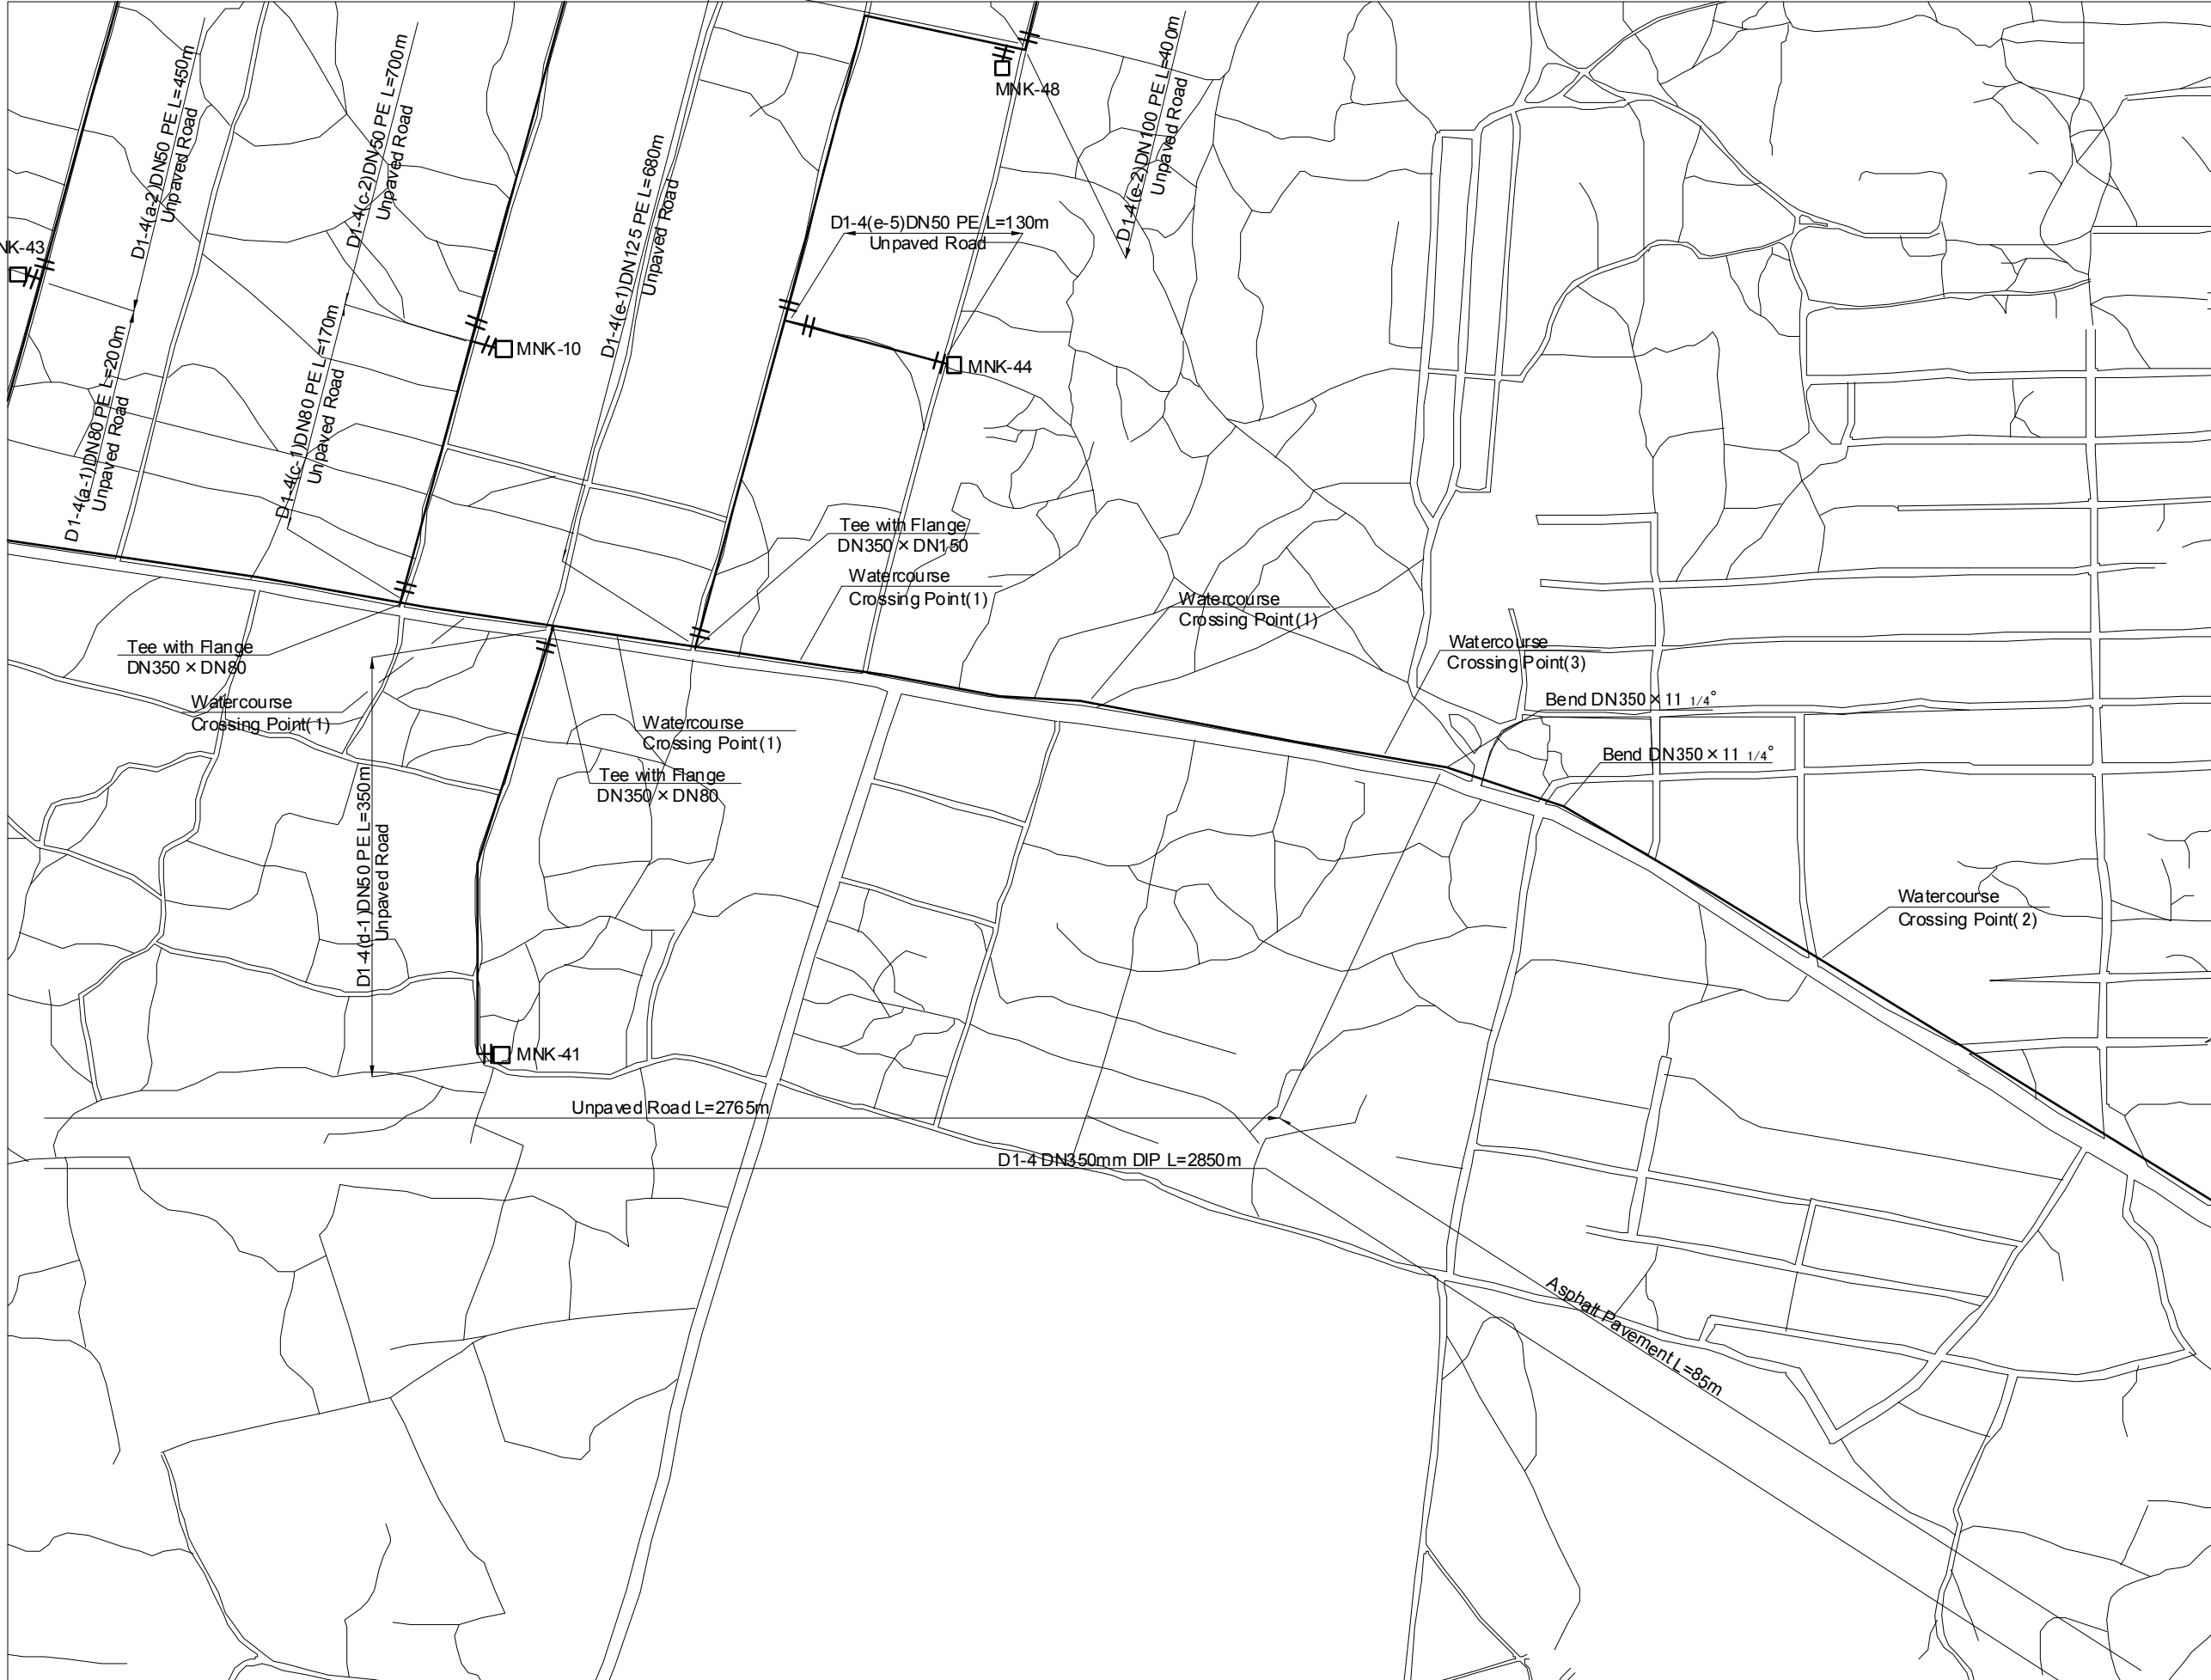 MNK-48
D1-4(a-2)DN50 PE L=450m
Unpaved Road
D1-4(c-2)DN50 PE L=700m
Unpaved Road
D1-4(e-2)DN100 PE L=400m
Unpaved Road
D1-4(e-1)DN125 PE L=680m
Unpaved Road
D1-4(e-5)DN50 PE L=130m
Unpaved Road
NK-43
MNK-10
MNK-44
D1-4(a-1)DN80 PE L=200m
Unpaved Road
D1-4(c-1)DN80 PE L=170m
Unpaved Road
Tee with Flange
DN350×DN150
Watercourse
Crossing Point(1)
Watercourse
Crossing Point(1)
Tee with Flange
DN350×DN80
Watercourse
Crossing Point(3)
Watercourse
Crossing Point(1)
Bend DN350×11 1/4°
Watercourse
Crossing Point(1)
Bend DN350×11 1/4°
Tee with Flange
DN350×DN80
D1-4(d-1)DN50 PE L=350m
Unpaved Road
Watercourse
Crossing Point(2)
MNK-41
Unpaved Road L=2765m
D1-4 DN350mm DIP L=2850m
Asphalt Pavement L=85m